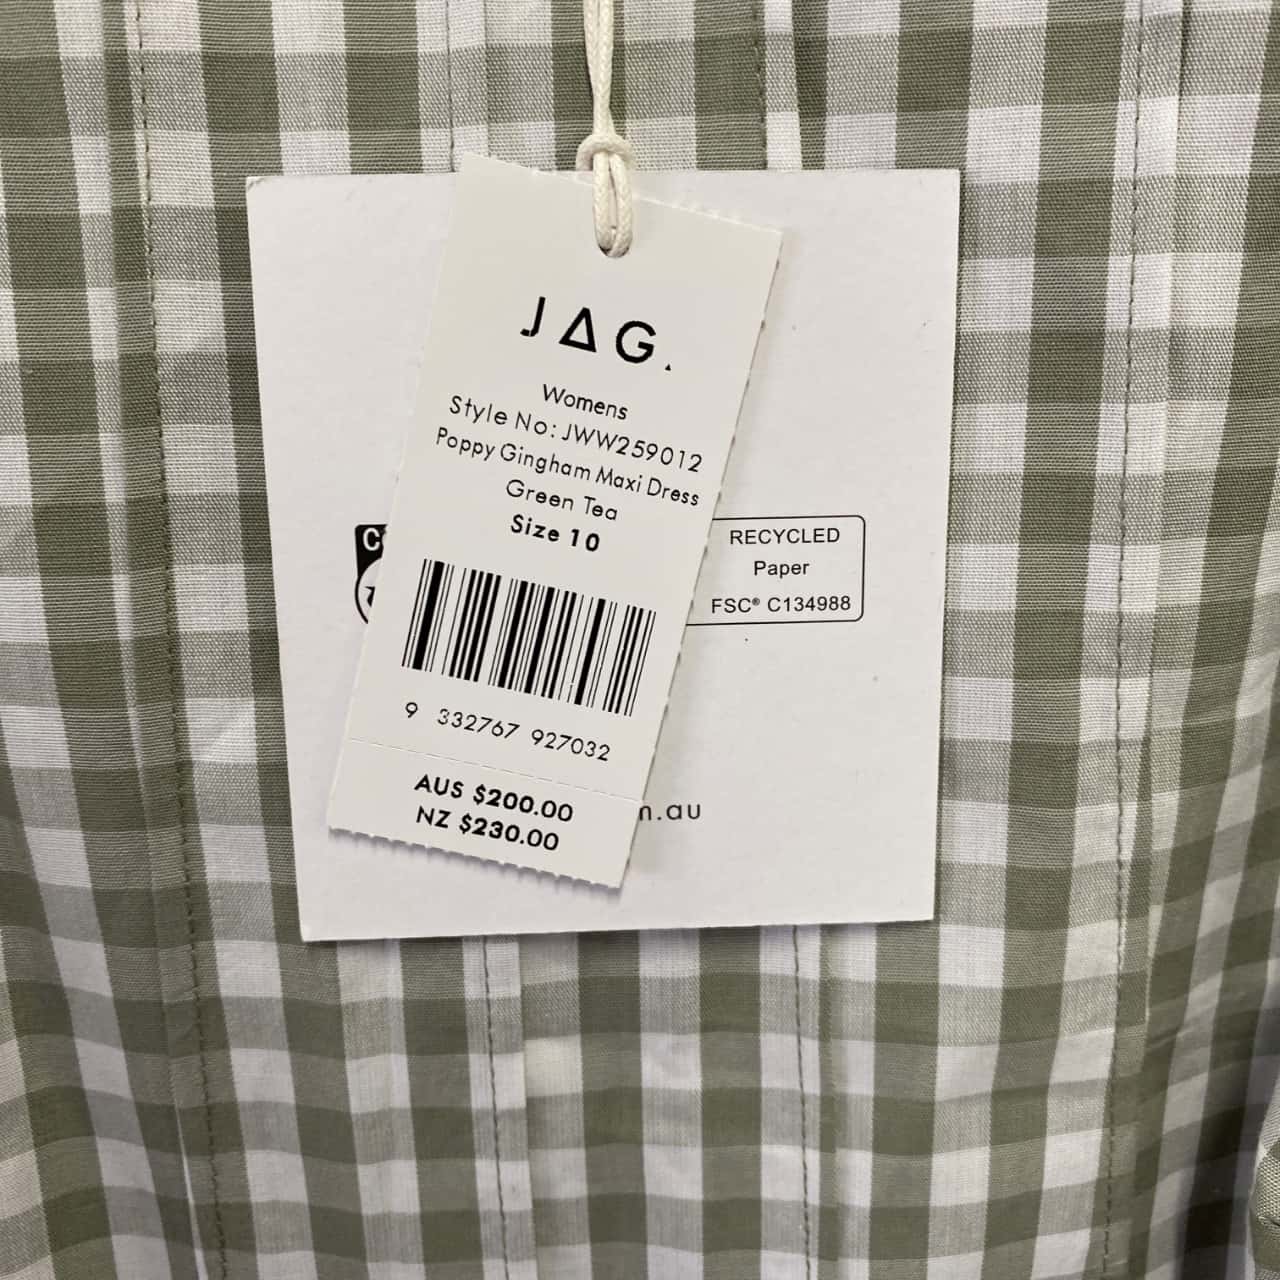 JAG.
Womens
Style No: JWW259012
Poppy Gingham Maxi Dress
Green Tea
Size 10
9 332767 927032
AUS $200.00
NZ $230.00
RECYCLED
Paper
FSC® C134988
.au